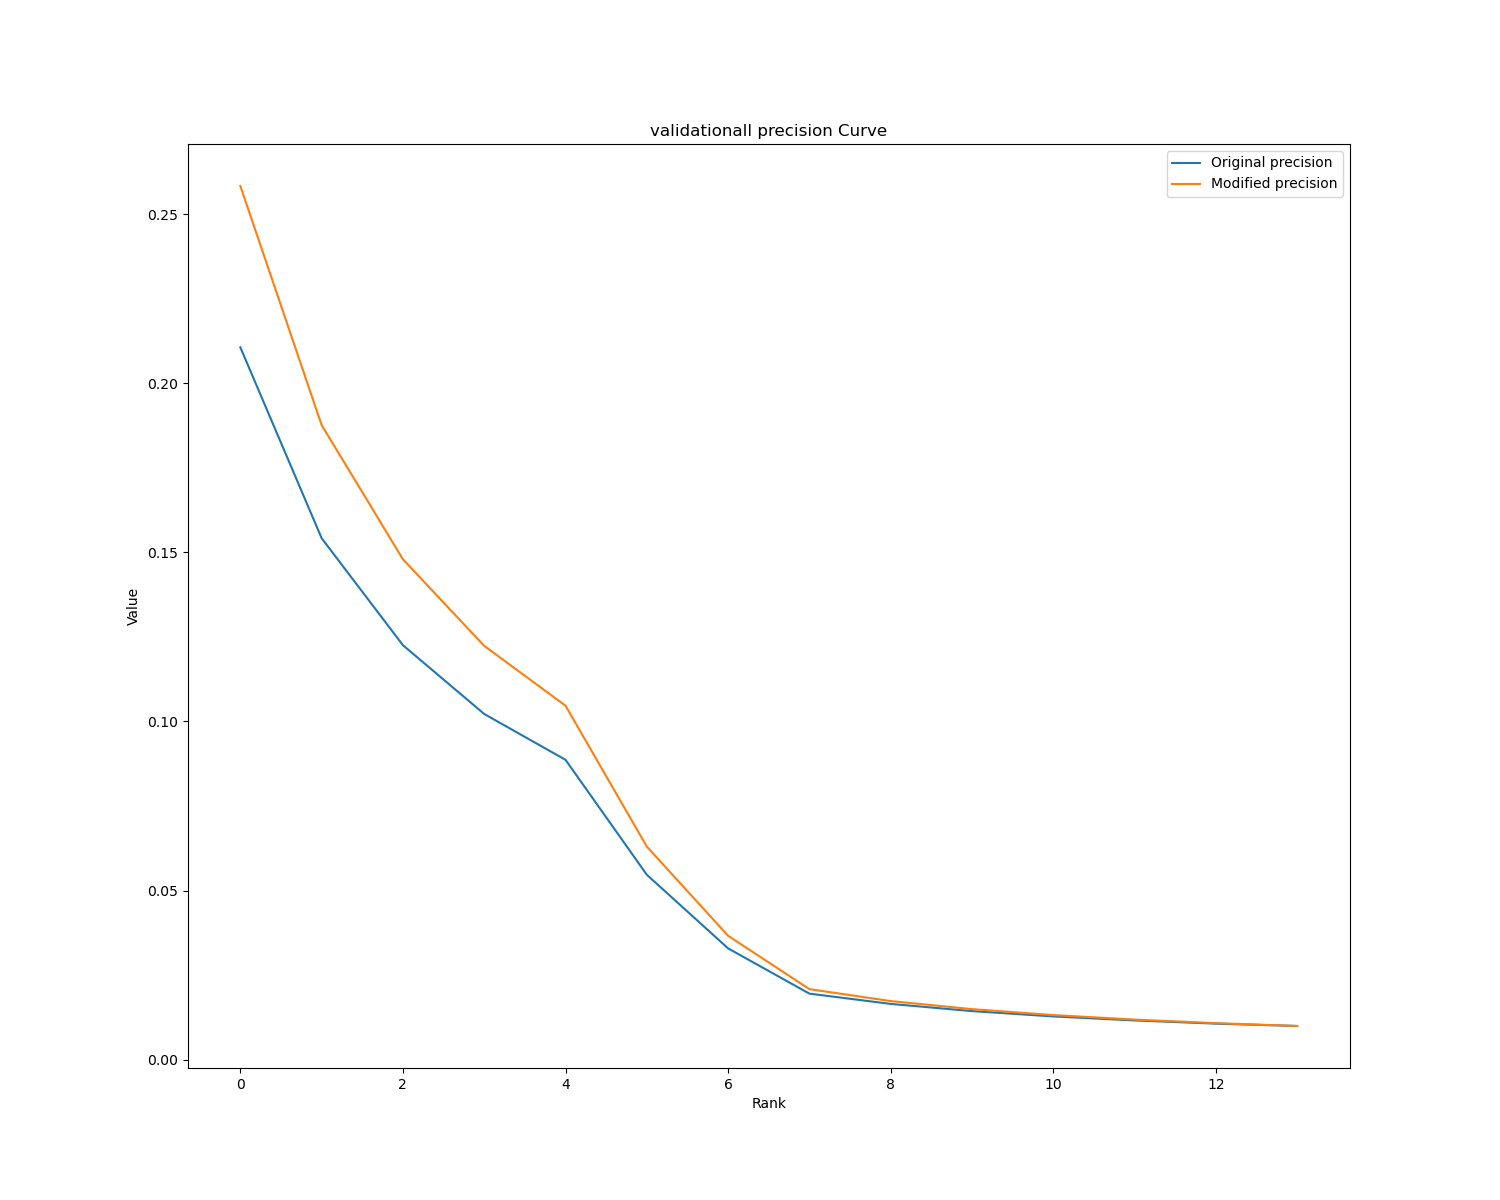 validationall precision Curve
Original precision
Modified precision
0.25
0.20
0.15
0.10
0.05
0.00
Value
0 2 4 6 8 10 12
Rank